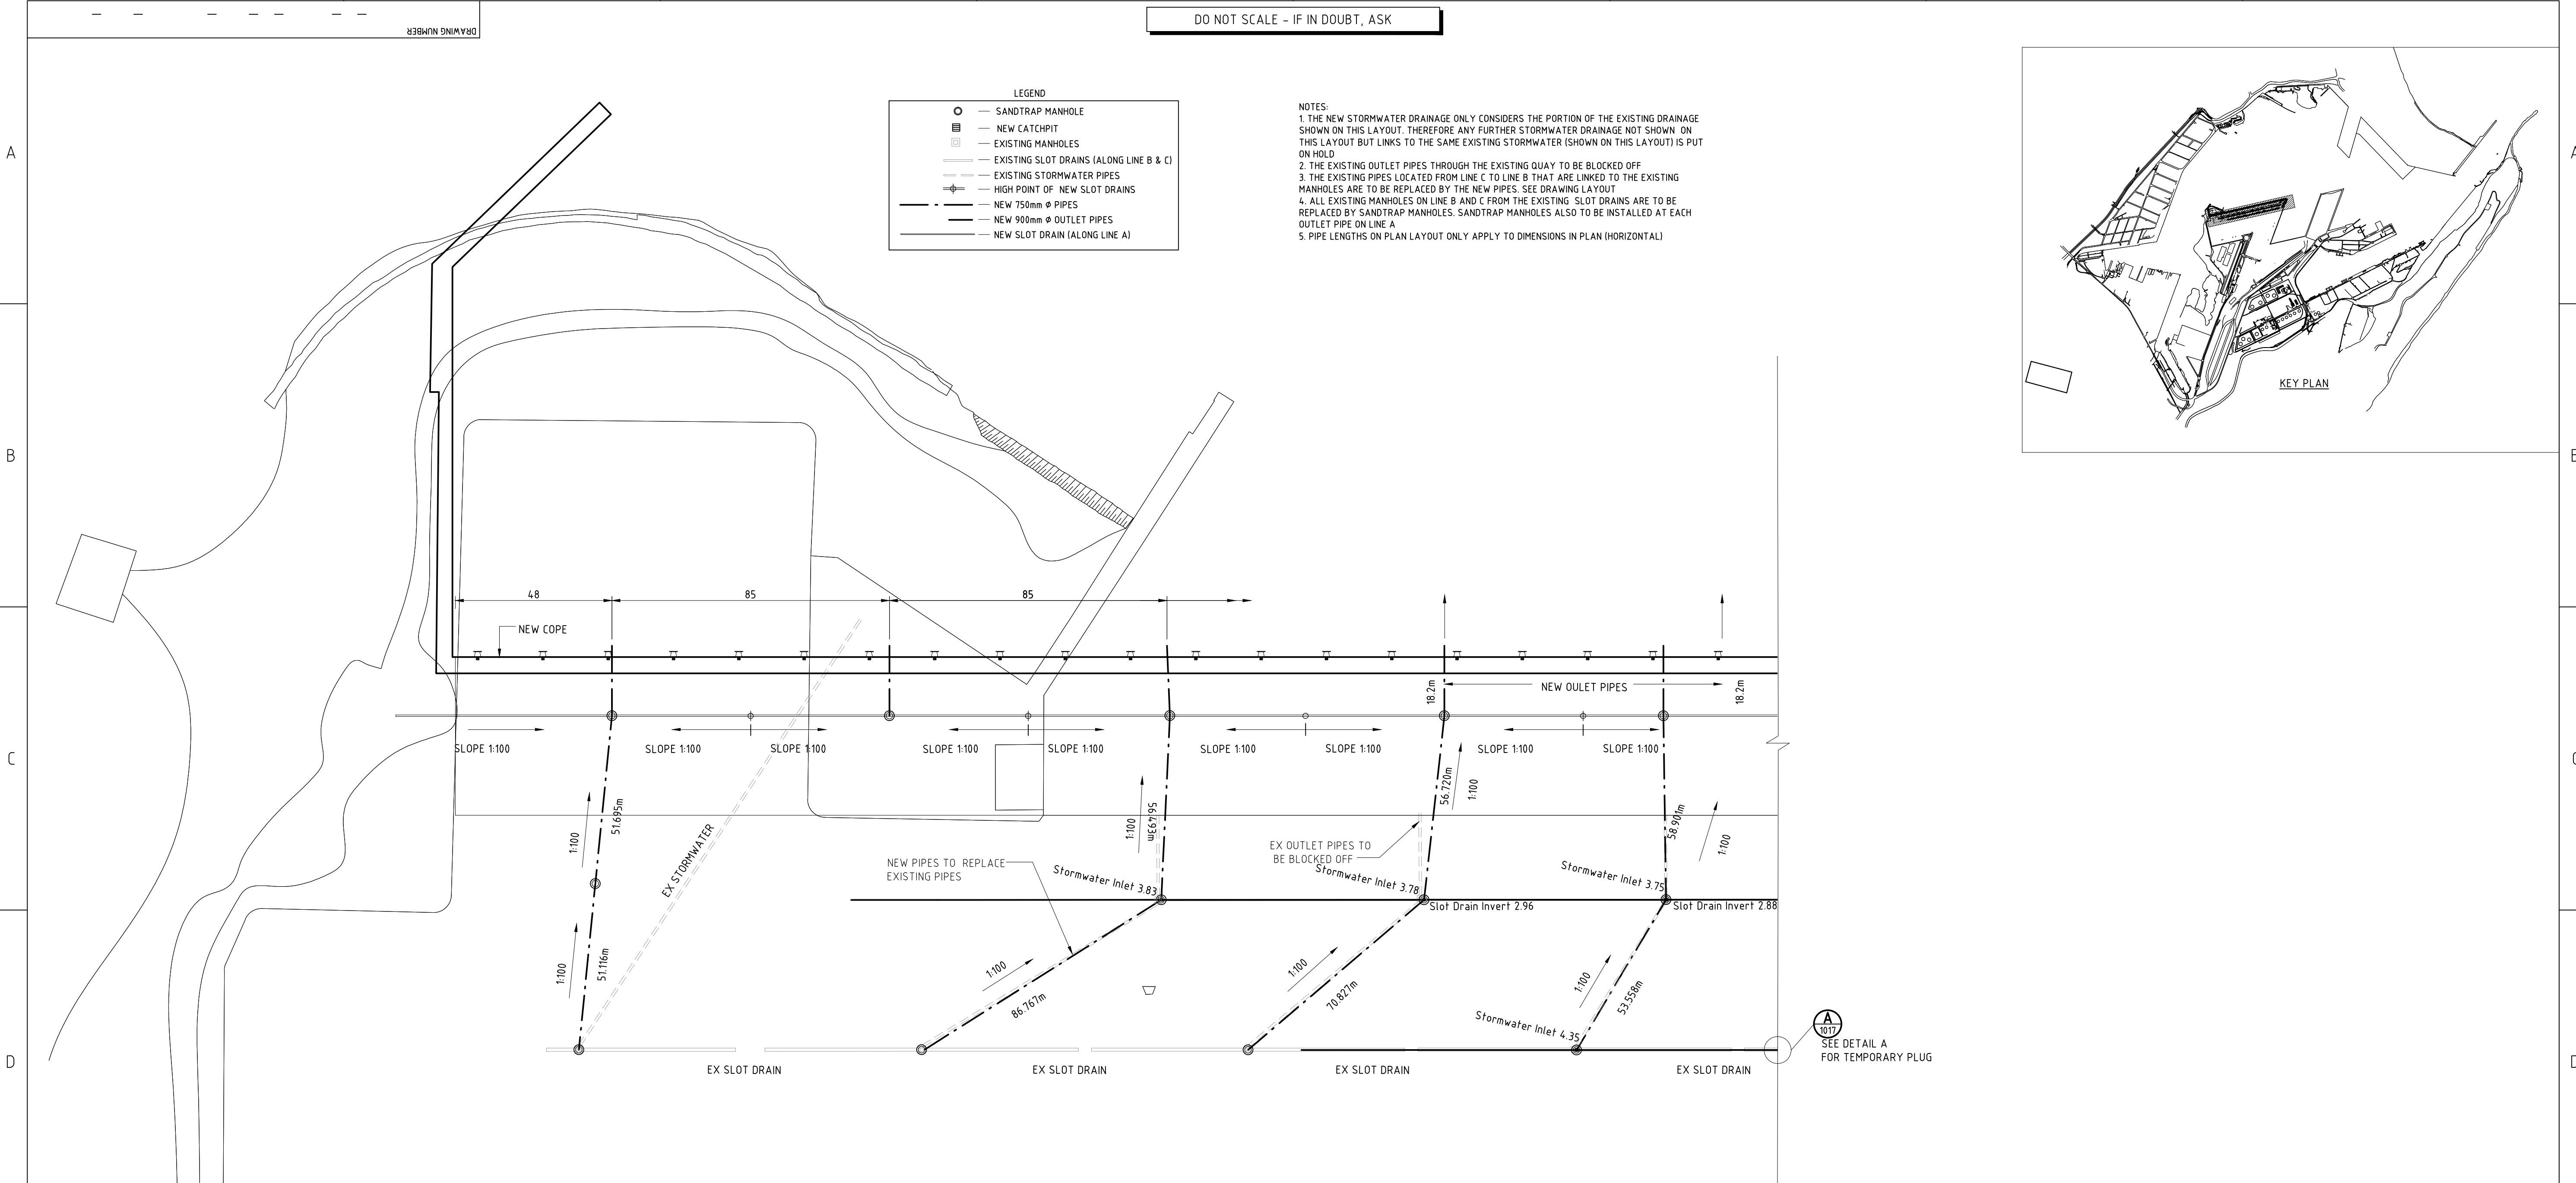 DRAWING NUMBER
DO NOT SCALE - IF IN DOUBT, ASK
LEGEND
SANDTRAP MANHOLE
NEW CATCHPIT
EXISTING MANHOLES
EXISTING SLOT DRAINS (ALONG LINE B & C)
EXISTING STORMWATER PIPES
HIGH POINT OF NEW SLOT DRAINS
NEW 750mm Ø PIPES
NEW 900mm Ø OUTLET PIPES
NEW SLOT DRAIN (ALONG LINE A)
NOTES:
1. THE NEW STORMWATER DRAINAGE ONLY CONSIDERS THE PORTION OF THE EXISTING DRAINAGE
SHOWN ON THIS LAYOUT. THEREFORE ANY FURTHER STORMWATER DRAINAGE NOT SHOWN ON
THIS LAYOUT BUT LINKS TO THE SAME EXISTING STORMWATER (SHOWN ON THIS LAYOUT) IS PUT
ON HOLD
2. THE EXISTING OUTLET PIPES THROUGH THE EXISTING QUAY TO BE BLOCKED OFF
3. THE EXISTING PIPES LOCATED FROM LINE C TO LINE B THAT ARE LINKED TO THE EXISTING
MANHOLES ARE TO BE REPLACED BY THE NEW PIPES. SEE DRAWING LAYOUT
4. ALL EXISTING MANHOLES ON LINE B AND C FROM THE EXISTING SLOT DRAINS ARE TO BE
REPLACED BY SANDTRAP MANHOLES. SANDTRAP MANHOLES ALSO TO BE INSTALLED AT EACH
OUTLET PIPE ON LINE A
5. PIPE LENGTHS ON PLAN LAYOUT ONLY APPLY TO DIMENSIONS IN PLAN (HORIZONTAL)
KEY PLAN
A
B
C
D
48
85
85
NEW COPE
18.2m
NEW OULET PIPES
18.2m
SLOPE 1:100
SLOPE 1:100
SLOPE 1:100
SLOPE 1:100
SLOPE 1:100
SLOPE 1:100
SLOPE 1:100
SLOPE 1:100
SLOPE 1:100
1:100
51.695m
EX STORMWATER
1:100
56.493m
56.720m
1:100
58.901m
1:100
NEW PIPES TO REPLACE
EXISTING PIPES
EX OUTLET PIPES TO
BE BLOCKED OFF
Stormwater Inlet 3.83
Stormwater Inlet 3.78
Stormwater Inlet 3.75
Slot Drain Invert 2.96
Slot Drain Invert 2.88
1:100
51.116m
1:100
86.767m
1:100
70.827m
1:100
53.558m
Stormwater Inlet 4.35
A
1017
SEE DETAIL A
FOR TEMPORARY PLUG
EX SLOT DRAIN
EX SLOT DRAIN
EX SLOT DRAIN
EX SLOT DRAIN